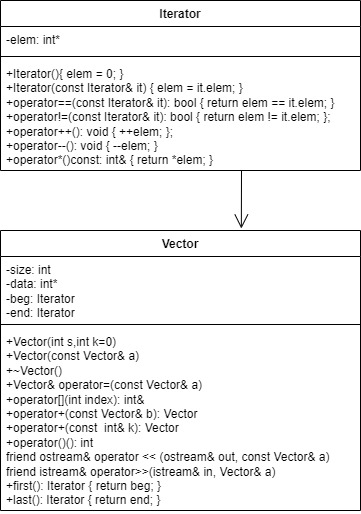 Iterator
-elem: int*
+Iterator(){ elem = 0; }
+Iterator(const Iterator& it) { elem = it.elem; }
+operator==(const Iterator& it): bool { return elem == it.elem; }
+operator!=(const Iterator& it): bool { return elem != it.elem; };
+operator++(): void { ++elem; };
+operator--(): void { --elem; }
+operator*()const: int& { return *elem; }
Vector
-size: int
-data: int*
-beg: Iterator
-end: Iterator
+Vector(int s,int k=0)
+Vector(const Vector& a)
+~Vector()
+Vector& operator=(const Vector& a)
+operator[](int index): int&
+operator+(const Vector& b): Vector
+operator+(const  int& k): Vector
+operator()(): int
friend ostream& operator << (ostream& out, const Vector& a)
friend istream& operator>>(istream& in, Vector& a)
+first(): Iterator { return beg; }
+last(): Iterator { return end; }